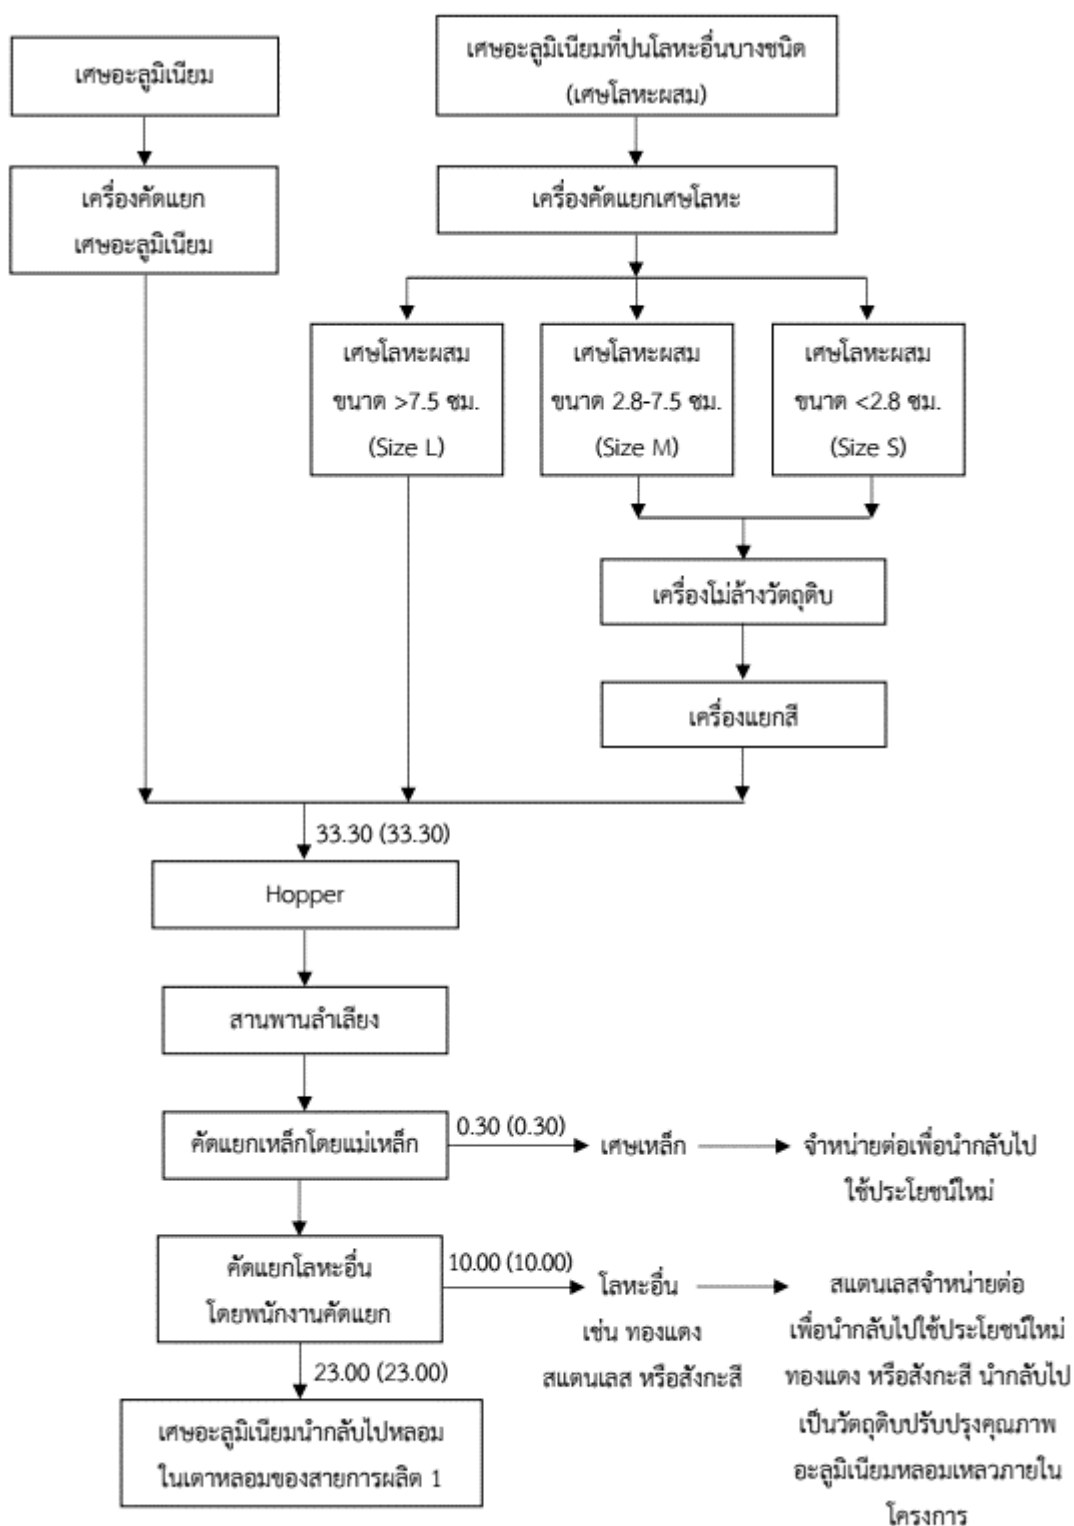 เศษอะลูมิเนียม
เศษอะลูมิเนียมที่ปนโลหะอื่นบางชนิด
(เศษโลหะผสม)
เครื่องคัดแยก
เศษอะลูมิเนียม
เครื่องคัดแยกเศษโลหะ
เศษโลหะผสม
ขนาด >7.5 ซม.
(Size L)
เศษโลหะผสม
ขนาด 2.8-7.5 ซม.
(Size M)
เศษโลหะผสม
ขนาด <2.8 ซม.
(Size S)
เครื่องโม่ล้างวัตถุดิบ
เครื่องแยกสี
33.30 (33.30)
Hopper
สานพานลำเลียง
คัดแยกเหล็กโดยแม่เหล็ก
0.30 (0.30)
เศษเหล็ก
จำหน่ายต่อเพื่อนำกลับไป
ใช้ประโยชน์ใหม่
คัดแยกโลหะอื่น
โดยพนักงานคัดแยก
10.00 (10.00)
โลหะอื่น
เช่น ทองแดง
สแตนเลส หรือสังกะสี
สแตนเลสจำหน่ายต่อ
เพื่อนำกลับไปใช้ประโยชน์ใหม่
ทองแดง หรือสังกะสี นำกลับไป
เป็นวัตถุดิบปรับปรุงคุณภาพ
อะลูมิเนียมหลอมเหลวภายใน
โครงการ
23.00 (23.00)
เศษอะลูมิเนียมนำกลับไปหลอม
ในเตาหลอมของสายการผลิต 1